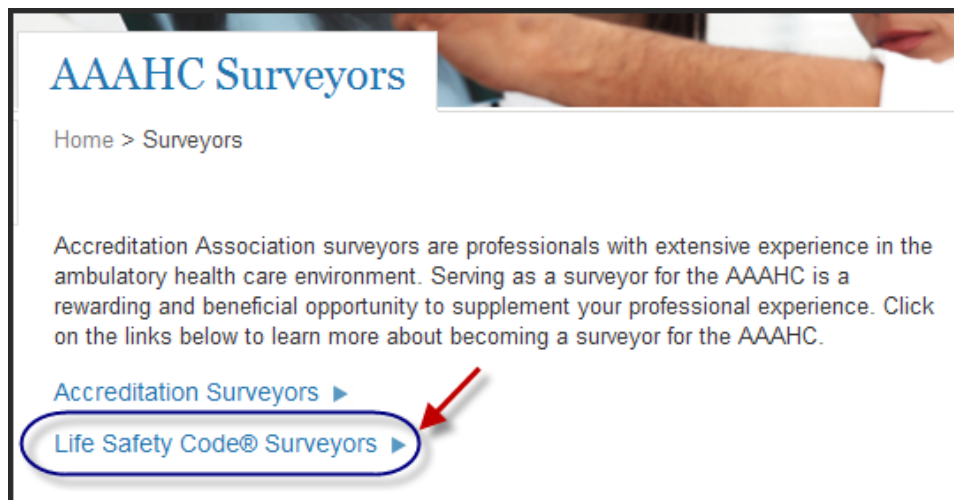 AAAHC Surveyors
Home > Surveyors
Accreditation Association surveyors are professionals with extensive experience in the
ambulatory health care environment. Serving as a surveyor for the AAAHC is a
rewarding and beneficial opportunity to supplement your professional experience. Click
on the links below to learn more about becoming a surveyor for the AAAHC.
Accreditation Surveyors
Life Safety Code® Surveyors